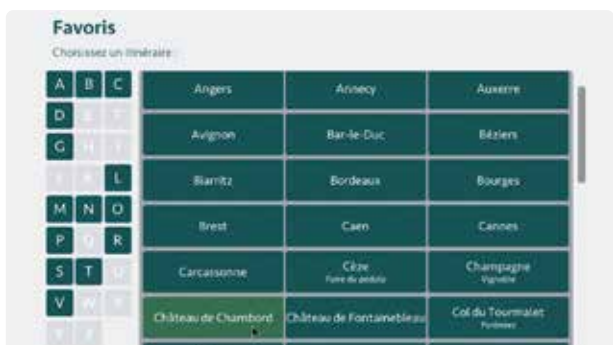 Favoris
Choisissez un itinéraire :
A B C
D E F
G H I
J K L
M N O
P Q R
S T U
V W X
Y Z
Angers Annecy Auxerre
Avignon Bar-le-Duc Béziers
Biarritz Bordeaux Bourges
Brest Caen Cannes
Carcassonne Cèze Champagne
Vignoble
Château de Chambord Château de Fontainebleau Col du Tourmalet
Pyrénées